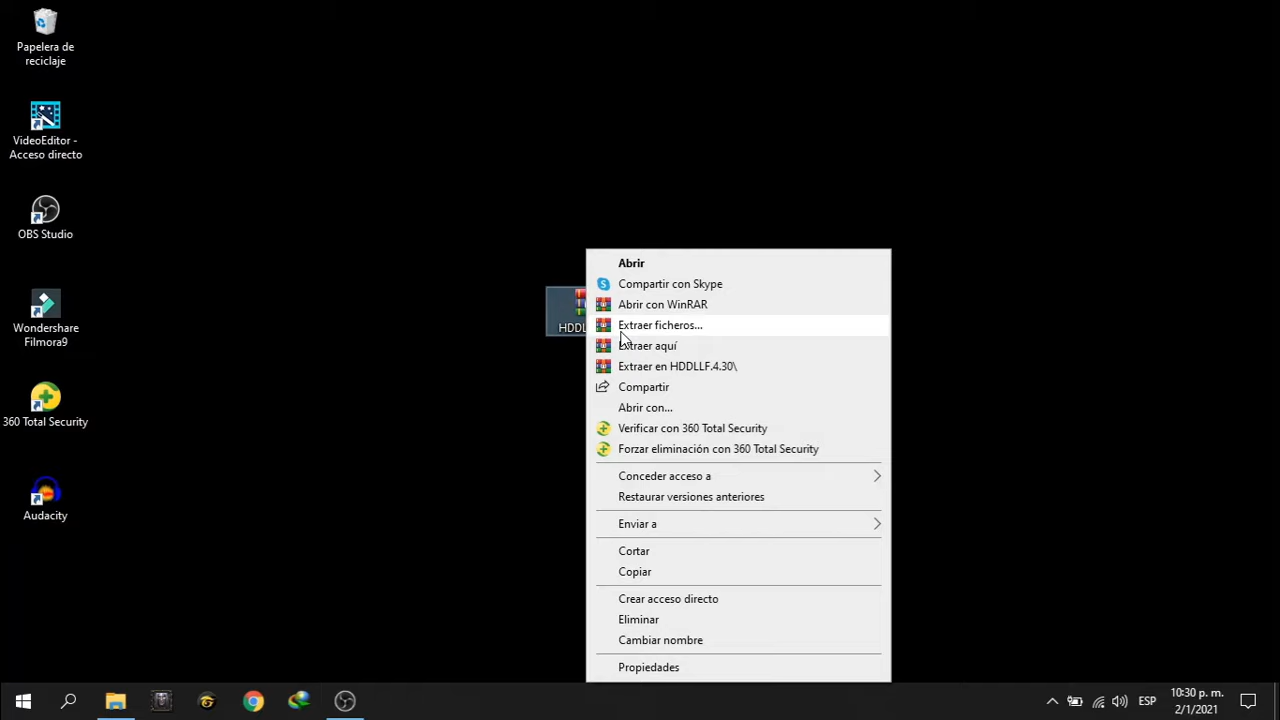 Papelera de
reciclaje
VideoEditor -
Acceso directo
OBS Studio
Wondershare
Filmora9
360 Total Security
Audacity
HDDL
Abrir
Compartir con Skype
Abrir con WinRAR
Extraer ficheros...
Extraer aquí
Extraer en HDDLLF.4.30\
Compartir
Abrir con...
Verificar con 360 Total Security
Forzar eliminación con 360 Total Security
Conceder acceso a
Restaurar versiones anteriores
Enviar a
Cortar
Copiar
Crear acceso directo
Eliminar
Cambiar nombre
Propiedades
ESP
10:30 p. m.
2/1/2021